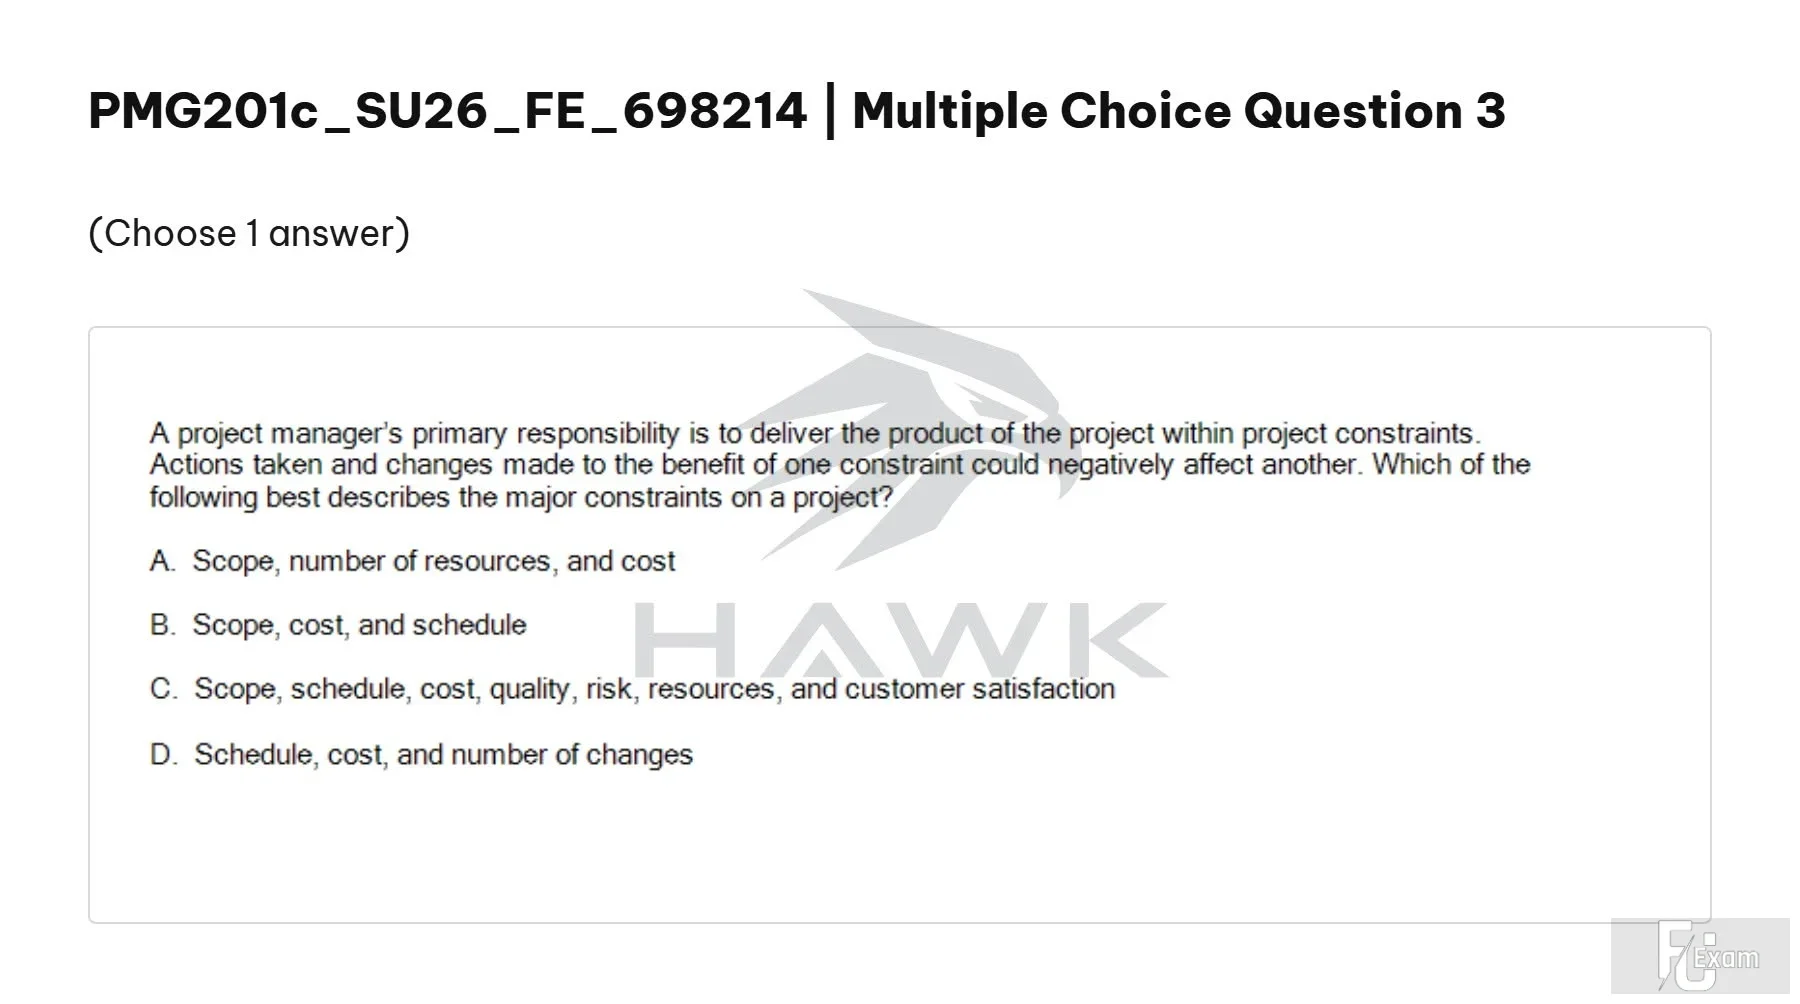 PMG201c_SU26_FE_698214 | Multiple Choice Question 3
(Choose 1 answer)
A project manager's primary responsibility is to deliver the product of the project within project constraints.
Actions taken and changes made to the benefit of one constraint could negatively affect another. Which of the
following best describes the major constraints on a project?
A. Scope, number of resources, and cost
B. Scope, cost, and schedule
HAWK
C. Scope, schedule, cost, quality, risk, resources, and customer satisfaction
D. Schedule, cost, and number of changes
FU Exam